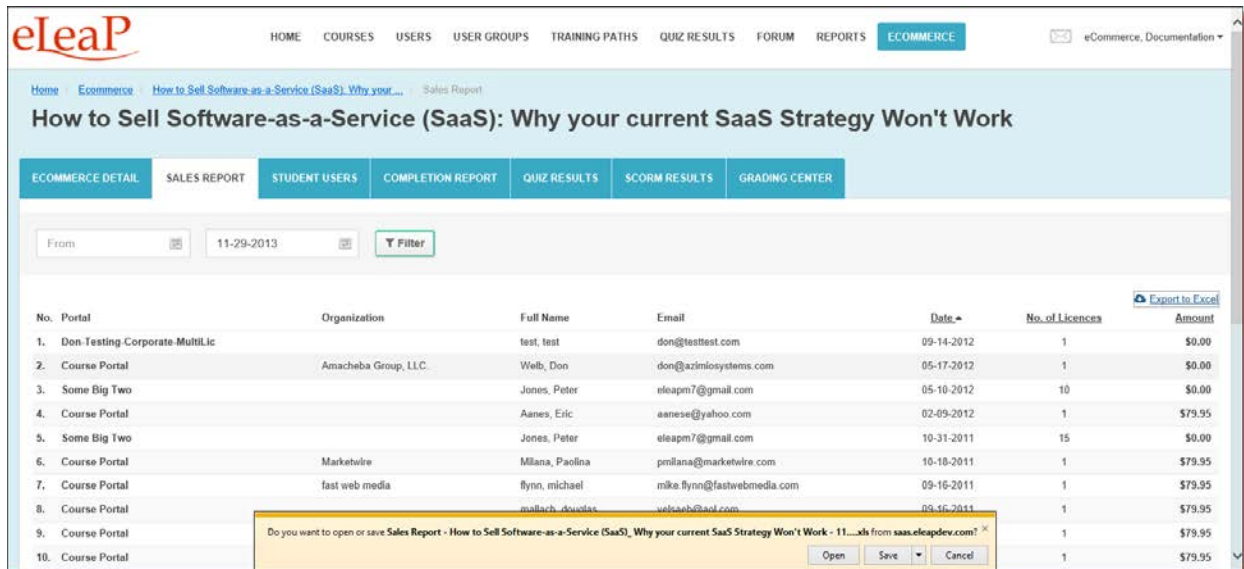 eLeaP
HOME COURSES USERS USER GROUPS TRAINING PATHS QUIZ RESULTS FORUM REPORTS ECOMMERCE eCommerce, Documentation
Home Ecommerce How to Sell Software-as-a-Service (SaaS): Why your ... Sales Report
How to Sell Software-as-a-Service (SaaS): Why your current SaaS Strategy Won't Work
ECOMMERCE DETAIL SALES REPORT STUDENT USERS COMPLETION REPORT QUIZ RESULTS SCORM RESULTS GRADING CENTER
From 11-29-2013 Filter
Export to Excel
No. Portal Organization Full Name Email Date No. of Licences Amount
1. Don-Testing-Corporate-MultiLic test, test don@testtest.com 09-14-2012 1 $0.00
2. Course Portal Amacheba Group, LLC. Welb, Don don@azimiosystems.com 05-17-2012 1 $0.00
3. Some Big Two Jones, Peter eleapm7@gmail.com 05-10-2012 10 $0.00
4. Course Portal Aanes, Eric aanese@yahoo.com 02-09-2012 1 $79.95
5. Some Big Two Jones, Peter eleapm7@gmail.com 10-31-2011 15 $0.00
6. Course Portal Marketwire Milana, Paolina pmilana@marketwire.com 10-18-2011 1 $79.95
7. Course Portal fast web media flynn, michael mike.flynn@fastwebmedia.com 09-16-2011 1 $79.95
8. Course Portal mallach, douglas velsaeb@aol.com 09-16-2011 1 $79.95
9. Course Portal 1 $79.95
10. Course Portal 1 $79.95
Do you want to open or save Sales Report - How to Sell Software-as-a-Service (SaaS)_ Why your current SaaS Strategy Won't Work - 11....xls from saas.eleapdev.com?
Open Save Cancel